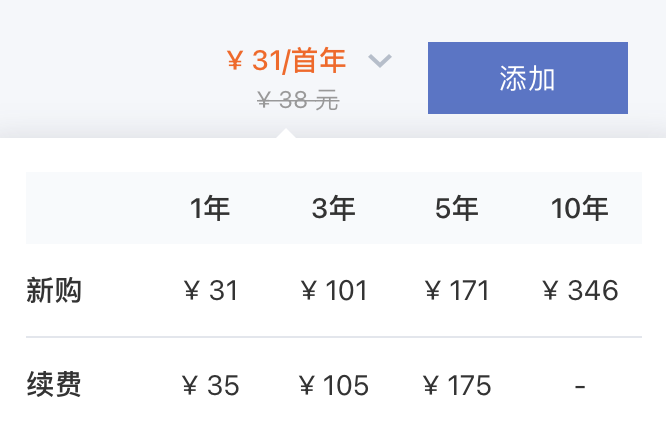 ¥ 31/首年
添加
¥ 38 元
1年 3年 5年 10年
新购 ¥ 31 ¥ 101 ¥ 171 ¥ 346
续费 ¥ 35 ¥ 105 ¥ 175 -